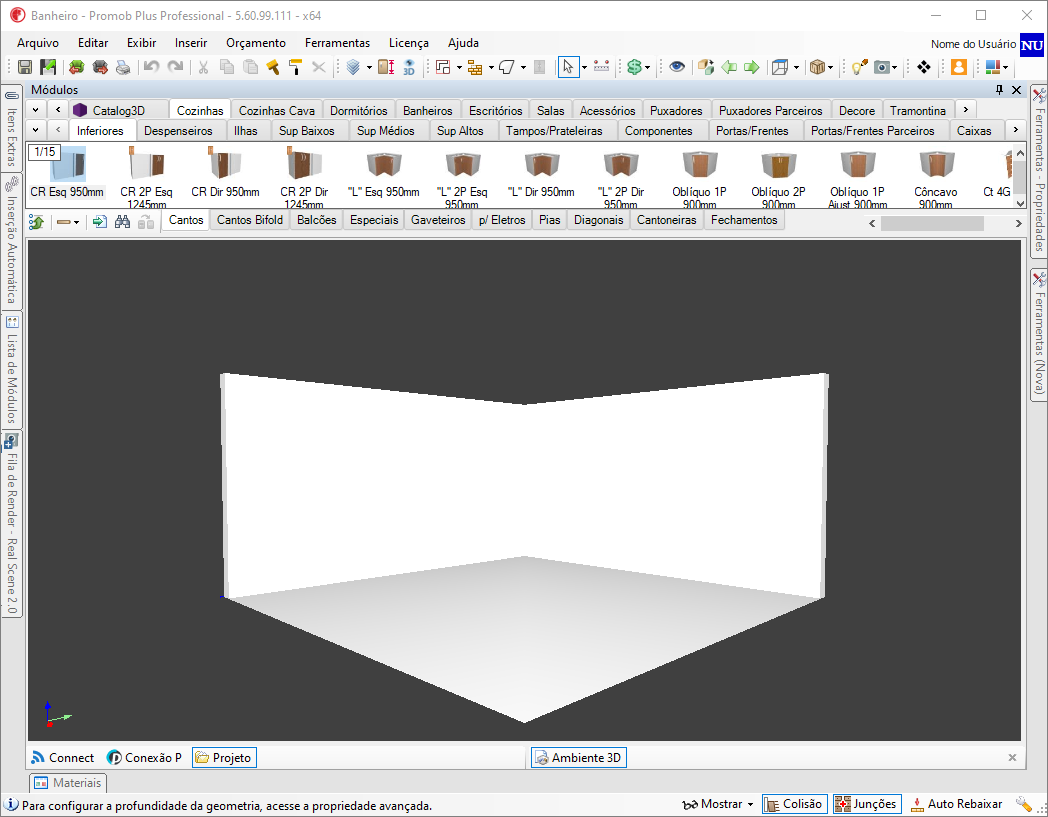 Banheiro - Promob Plus Professional - 5.60.99.111 - x64
Arquivo Editar Exibir Inserir Orçamento Ferramentas Licença Ajuda
Nome do Usuário NU
3D
Módulos
Catalog3D Cozinhas Cozinhas Cava Dormitórios Banheiros Escritórios Salas Acessórios Puxadores Puxadores Parceiros Decore Tramontina
Inferiores Despenseiros Ilhas Sup Baixos Sup Médios Sup Altos Tampos/Prateleiras Componentes Portas/Frentes Portas/Frentes Parceiros Caixas
1/15
CR Esq 950mm
CR 2P Esq
1245mm
CR Dir 950mm
CR 2P Dir
1245mm
"L" Esq 950mm
"L" 2P Esq
950mm
"L" Dir 950mm
"L" 2P Dir
950mm
Oblíquo 1P
900mm
Oblíquo 2P
900mm
Oblíquo 1P
Ajust 900mm
Côncavo
900mm
Ct 4G
Cantos Cantos Bifold Balcões Especiais Gaveteiros p/ Eletros Pias Diagonais Cantoneiras Fechamentos
Itens Extras
Inserção Automática
Lista de Módulos
Fila de Render - Real Scene 2.0
Ferramentas - Propriedades
Ferramentas (Nova)
Connect Conexão P Projeto Ambiente 3D
Materiais
Para configurar a profundidade da geometria, acesse a propriedade avançada.
Mostrar Colisão Junções Auto Rebaixar